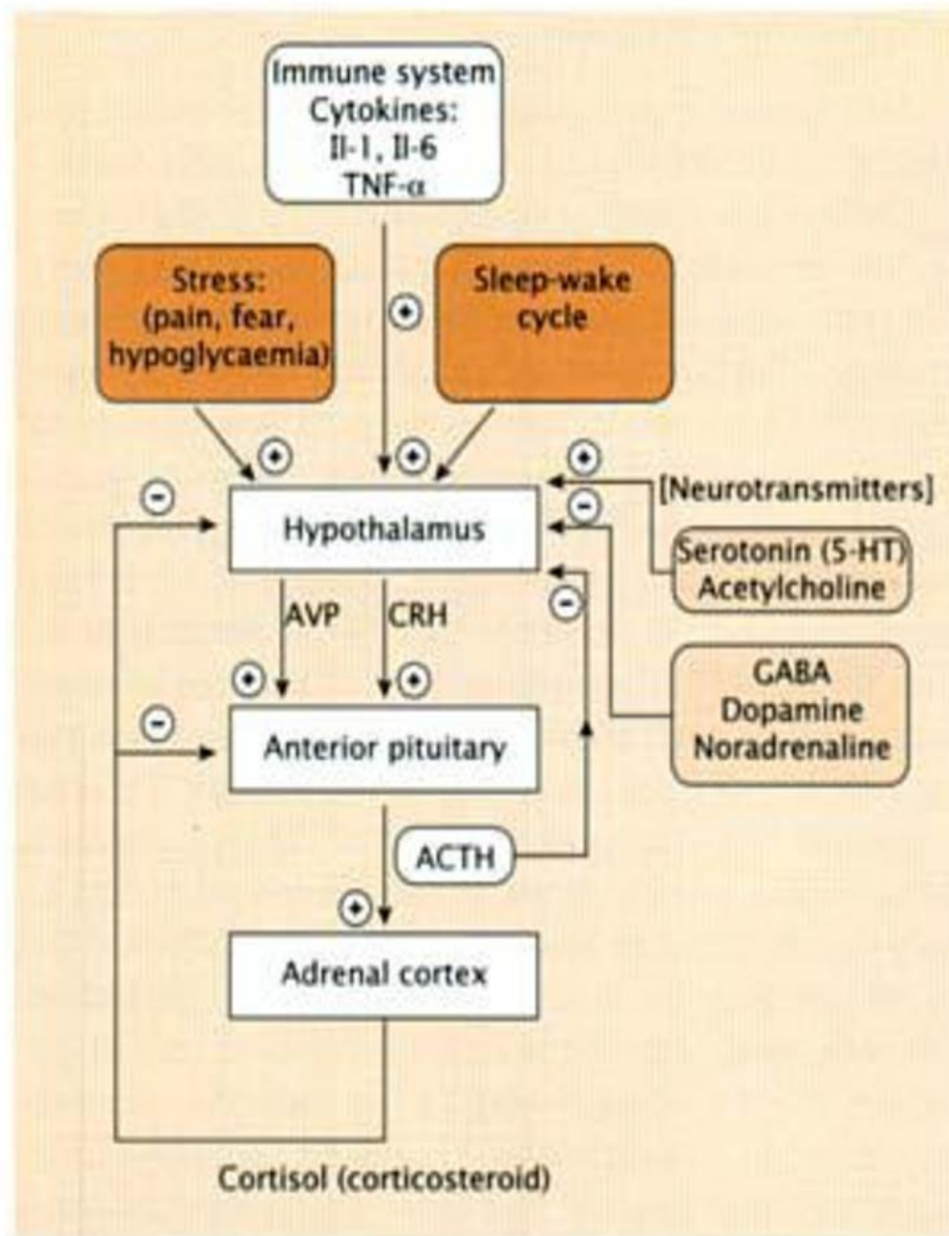 Immune system
Cytokines:
Il-1, Il-6
TNF-α
Stress:
(pain, fear,
hypoglycaemia)
+
Sleep-wake
cycle
+
+
+
[Neurotransmitters]
−
−
Hypothalamus
Serotonin (5-HT)
Acetylcholine
−
AVP
CRH
+
+
GABA
Dopamine
Noradrenaline
−
Anterior pituitary
ACTH
+
Adrenal cortex
Cortisol (corticosteroid)